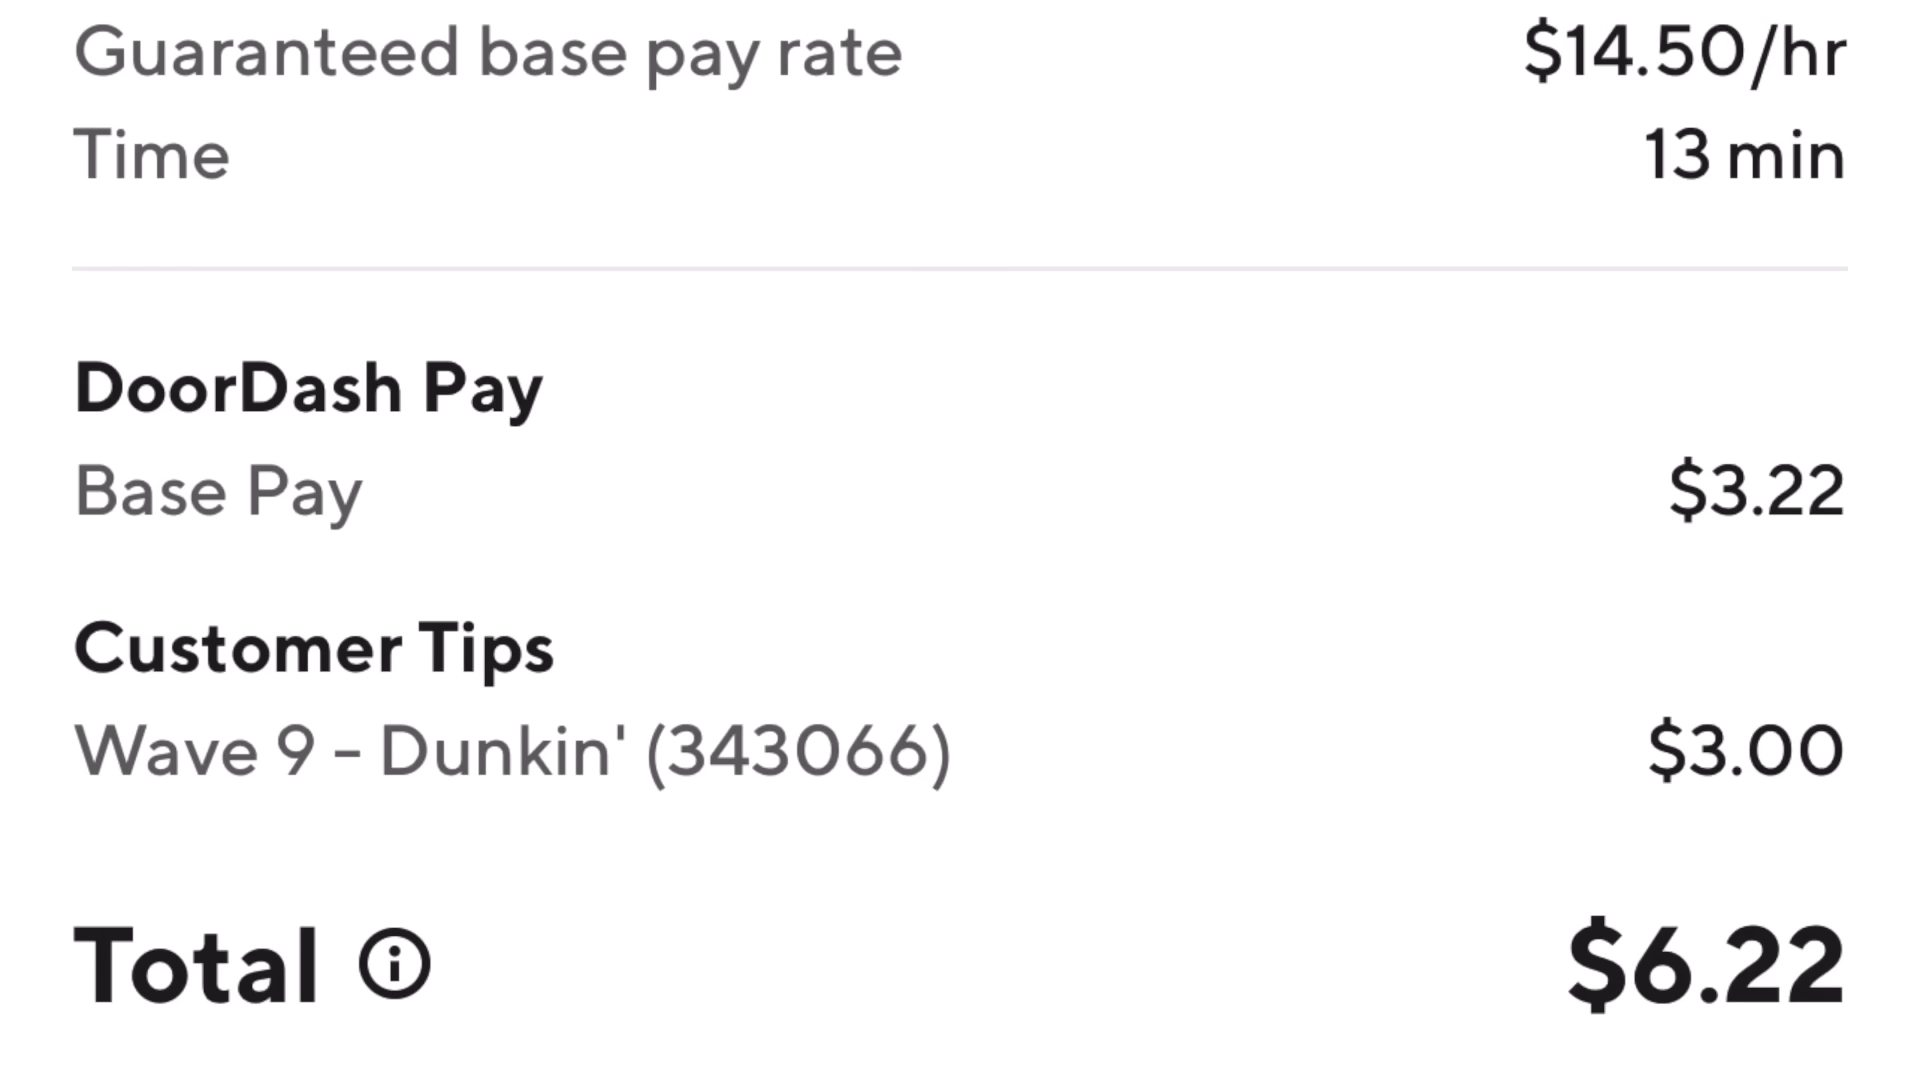 Guaranteed base pay rate $14.50/hr
Time 13 min
DoorDash Pay
Base Pay $3.22
Customer Tips
Wave 9 - Dunkin' (343066) $3.00
Total $6.22